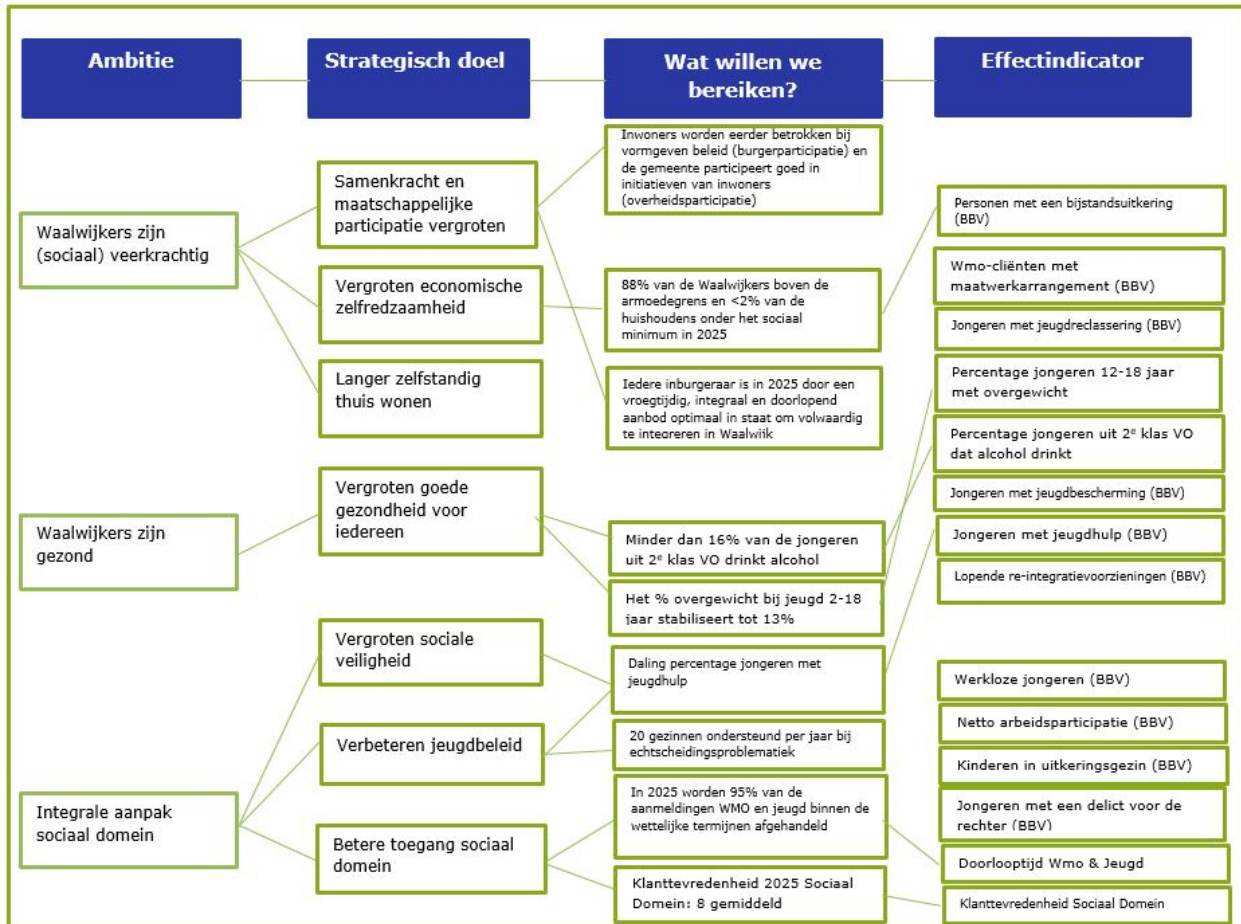 Ambitie
Strategisch doel
Wat willen we
bereiken?
Effectindicator
Waalwijkers zijn
(sociaal) veerkrachtig
Waalwijkers zijn
gezond
Integrale aanpak
sociaal domein
Samenkracht en
maatschappelijke
participatie vergroten
Vergroten economische
zelfredzaamheid
Langer zelfstandig
thuis wonen
Vergroten goede
gezondheid voor
iedereen
Vergroten sociale
veiligheid
Verbeteren jeugdbeleid
Betere toegang sociaal
domein
Inwoners worden eerder betrokken bij
vormgeven beleid (burgerparticipatie) en
de gemeente participeert goed in
initiatieven van inwoners
(overheidsparticipatie)
88% van de Waalwijkers boven de
armoedegrens en <2% van de
huishoudens onder het sociaal
minimum in 2025
Iedere inburgeraar is in 2025 door een
vroegtijdig, integraal en doorlopend
aanbod optimaal in staat om volwaardig
te integreren in Waalwijk
Minder dan 16% van de jongeren
uit 2e klas VO drinkt alcohol
Het % overgewicht bij jeugd 2-18
jaar stabiliseert tot 13%
Daling percentage jongeren met
jeugdhulp
20 gezinnen ondersteund per jaar bij
echtscheidingsproblematiek
In 2025 worden 95% van de
aanmeldingen WMO en jeugd binnen de
wettelijke termijnen afgehandeld
Klanttevredenheid 2025 Sociaal
Domein: 8 gemiddeld
Personen met een bijstandsuitkering
(BBV)
Wmo-cliënten met
maatwerkarrangement (BBV)
Jongeren met jeugdreclassering (BBV)
Percentage jongeren 12-18 jaar
met overgewicht
Percentage jongeren uit 2e klas VO
dat alcohol drinkt
Jongeren met jeugdbescherming (BBV)
Jongeren met jeugdhulp (BBV)
Lopende re-integratievoorzieningen (BBV)
Werkloze jongeren (BBV)
Netto arbeidsparticipatie (BBV)
Kinderen in uitkeringsgezin (BBV)
Jongeren met een delict voor de
rechter (BBV)
Doorlooptijd Wmo & Jeugd
Klanttevredenheid Sociaal Domein